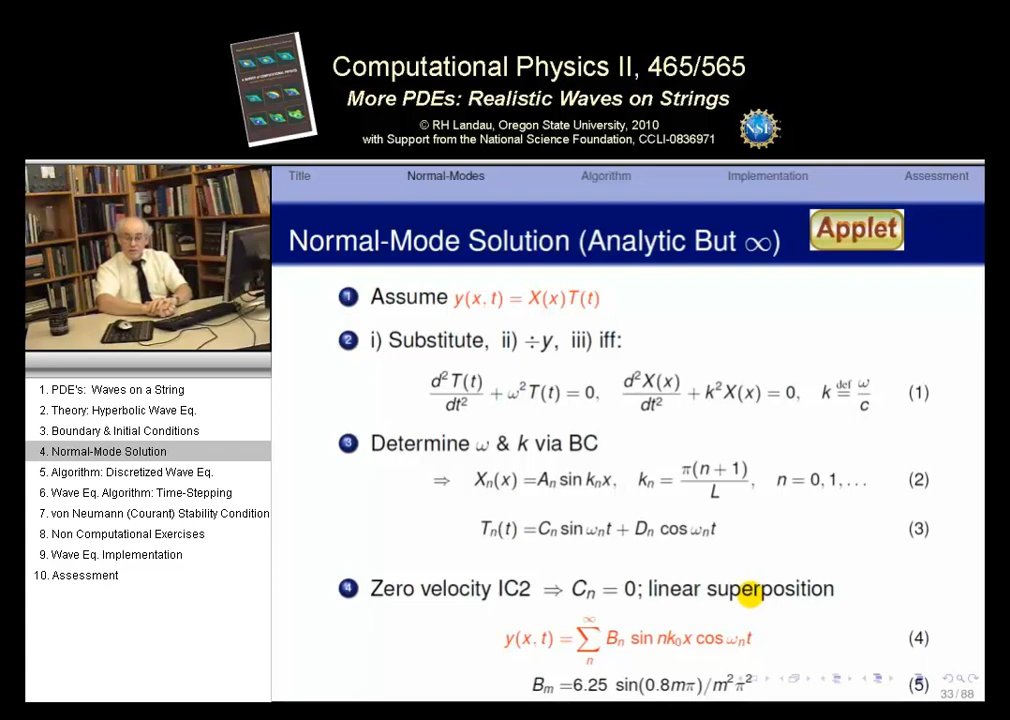 Computational Physics II, 465/565
More PDEs: Realistic Waves on Strings
© RH Landau, Oregon State University, 2010
with Support from the National Science Foundation, CCLI-0836971
NSF
Title Normal-Modes Algorithm Implementation Assessment
Normal-Mode Solution (Analytic But ∞)
Applet
1 Assume y(x, t) = X(x)T(t)
2 i) Substitute, ii) ÷y, iii) iff:
d²T(t)/dt² + ω²T(t) = 0, d²X(x)/dt² + k²X(x) = 0, k def= ω/c (1)
3 Determine ω & k via BC
⇒ Xₙ(x) =Aₙ sin kₙx, kₙ = π(n + 1)/L, n = 0, 1, . . . (2)
Tₙ(t) =Cₙ sin ωₙt + Dₙ cos ωₙt (3)
4 Zero velocity IC2 ⇒ Cₙ = 0; linear superposition
y(x, t) = ∑ₙ^∞ Bₙ sin nk₀x cos ωₙt (4)
Bₘ =6.25 sin(0.8mπ)/m²π² (5)
33 / 88
1. PDE's: Waves on a String
2. Theory: Hyperbolic Wave Eq.
3. Boundary & Initial Conditions
4. Normal-Mode Solution
5. Algorithm: Discretized Wave Eq.
6. Wave Eq. Algorithm: Time-Stepping
7. von Neumann (Courant) Stability Condition
8. Non Computational Exercises
9. Wave Eq. Implementation
10. Assessment